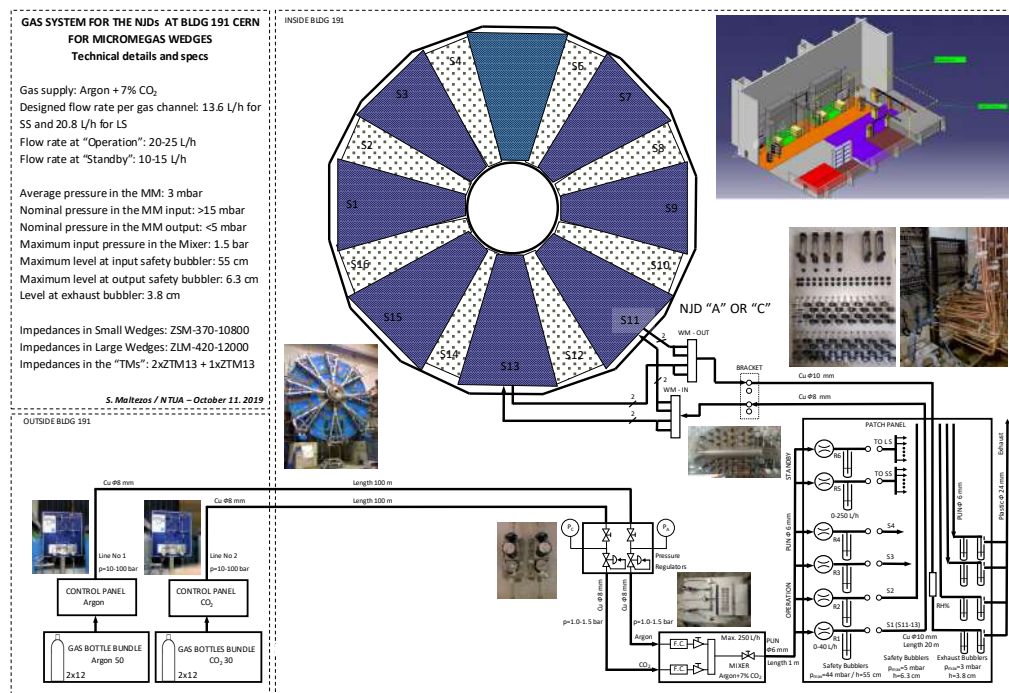 GAS SYSTEM FOR THE NJDs AT BLDG 191 CERN
FOR MICROMEGAS WEDGES
Technical details and specs
Gas supply: Argon + 7% CO₂
Designed flow rate per gas channel: 13.6 L/h for
SS and 20.8 L/h for LS
Flow rate at “Operation”: 20-25 L/h
Flow rate at “Standby”: 10-15 L/h
Average pressure in the MM: 3 mbar
Nominal pressure in the MM input: >15 mbar
Nominal pressure in the MM output: <5 mbar
Maximum input pressure in the Mixer: 1.5 bar
Maximum level at input safety bubbler: 55 cm
Maximum level at output safety bubbler: 6.3 cm
Level at exhaust bubbler: 3.8 cm
Impedances in Small Wedges: ZSM-370-10800
Impedances in Large Wedges: ZLM-420-12000
Impedances in the “TMs”: 2xZTM13 + 1xZTM13
S. Maltezos / NTUA – October 11. 2019
INSIDE BLDG 191
S4
S6
S3
S7
S2
S8
S1
S9
S16
S10
S15
S11
S14
S13
S12
NJD “A” OR “C”
2
WM - OUT
2
2
WM - IN
2
BRACKET
Cu Φ10 mm
Cu Φ8 mm
OUTSIDE BLDG 191
Cu Φ8 mm
Length 100 m
Cu Φ8 mm
Length 100 m
Line No 1
p=10-100 bar
Line No 2
p=10-100 bar
CONTROL PANEL
Argon
CONTROL PANEL
CO₂
GAS BOTTLE BUNDLE
Argon 50
2x12
GAS BOTTLES BUNDLE
CO₂ 30
2x12
P_C
P_A
Pressure
Regulators
Cu Φ8 mm
Cu Φ8 mm
p=1.0-1.5 bar
p=1.0-1.5 bar
Argon
CO₂
F.C.
F.C.
Max. 250 L/h
MIXER
Argon+7% CO₂
PUN
Φ6 mm
Length 1 m
PUN Φ 6 mm
STANDBY
OPERATION
PATCH PANEL
R6
TO LS
R5
TO SS
0-250 L/h
R4
S4
R3
S3
R2
S2
R1
S1 (S11-13)
0-40 L/h
Cu Φ10 mm
Length 20 m
RH%
PUN Φ 6 mm
Exhaust
Plastic Φ 24 mm
Safety Bubblers
pmax=44 mbar / h=55 cm
Safety Bubblers
pmax=5 mbar
h=6.3 cm
Exhaust Bubblers
pmax=3 mbar
h=3.8 cm